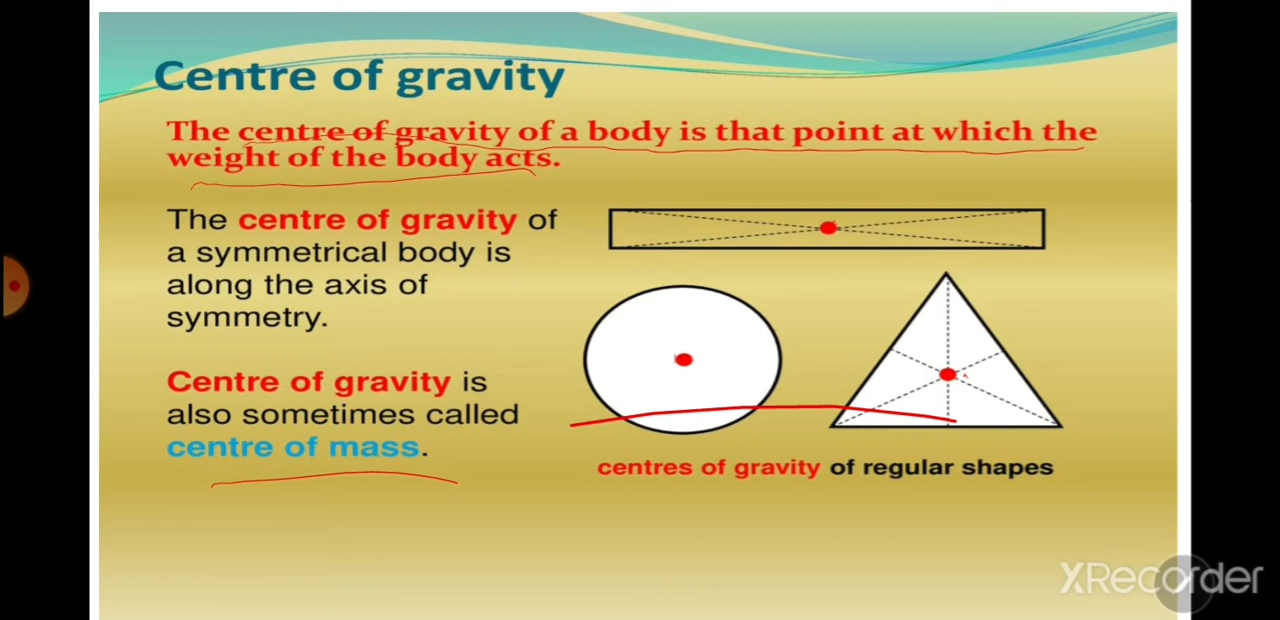 Centre of gravity
The centre of gravity of a body is that point at which the
weight of the body acts.
The centre of gravity of
a symmetrical body is
along the axis of
symmetry.
Centre of gravity is
also sometimes called
centre of mass.
centres of gravity of regular shapes
XRecorder